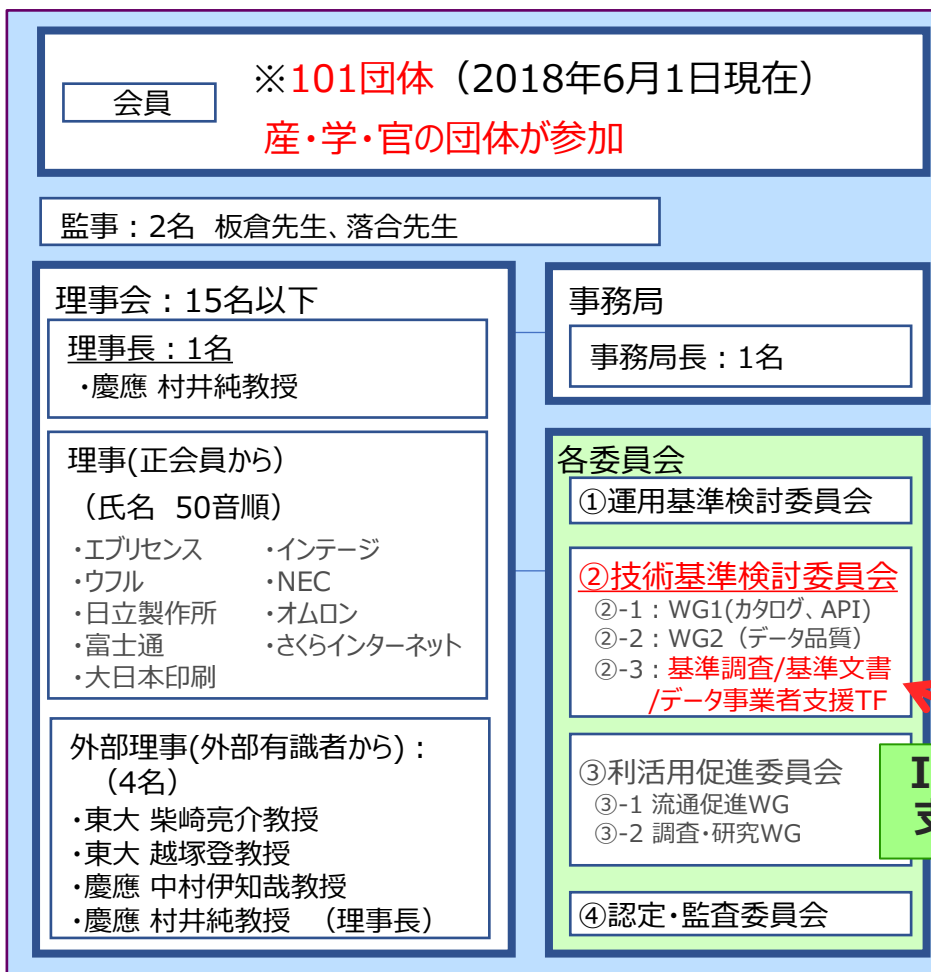 会員
※101団体（2018年6月1日現在）
産・学・官の団体が参加
監事：2名 板倉先生、落合先生
理事会：15名以下
理事長：1名
・慶應 村井純教授
理事(正会員から)
（氏名 50音順）
・エブリセンス ・インテージ
・ウフル ・NEC
・日立製作所 ・オムロン
・富士通 ・さくらインターネット
・大日本印刷
外部理事(外部有識者から)：
（4名）
・東大 柴崎亮介教授
・東大 越塚登教授
・慶應 中村伊知哉教授
・慶應 村井純教授 （理事長）
事務局
事務局長：1名
各委員会
①運用基準検討委員会
②技術基準検討委員会
②-1：WG1(カタログ、API)
②-2：WG2（データ品質）
②-3：基準調査/基準文書
/データ事業者支援TF
③利活用促進委員会
③-1 流通促進WG
③-2 調査・研究WG
④認定・監査委員会